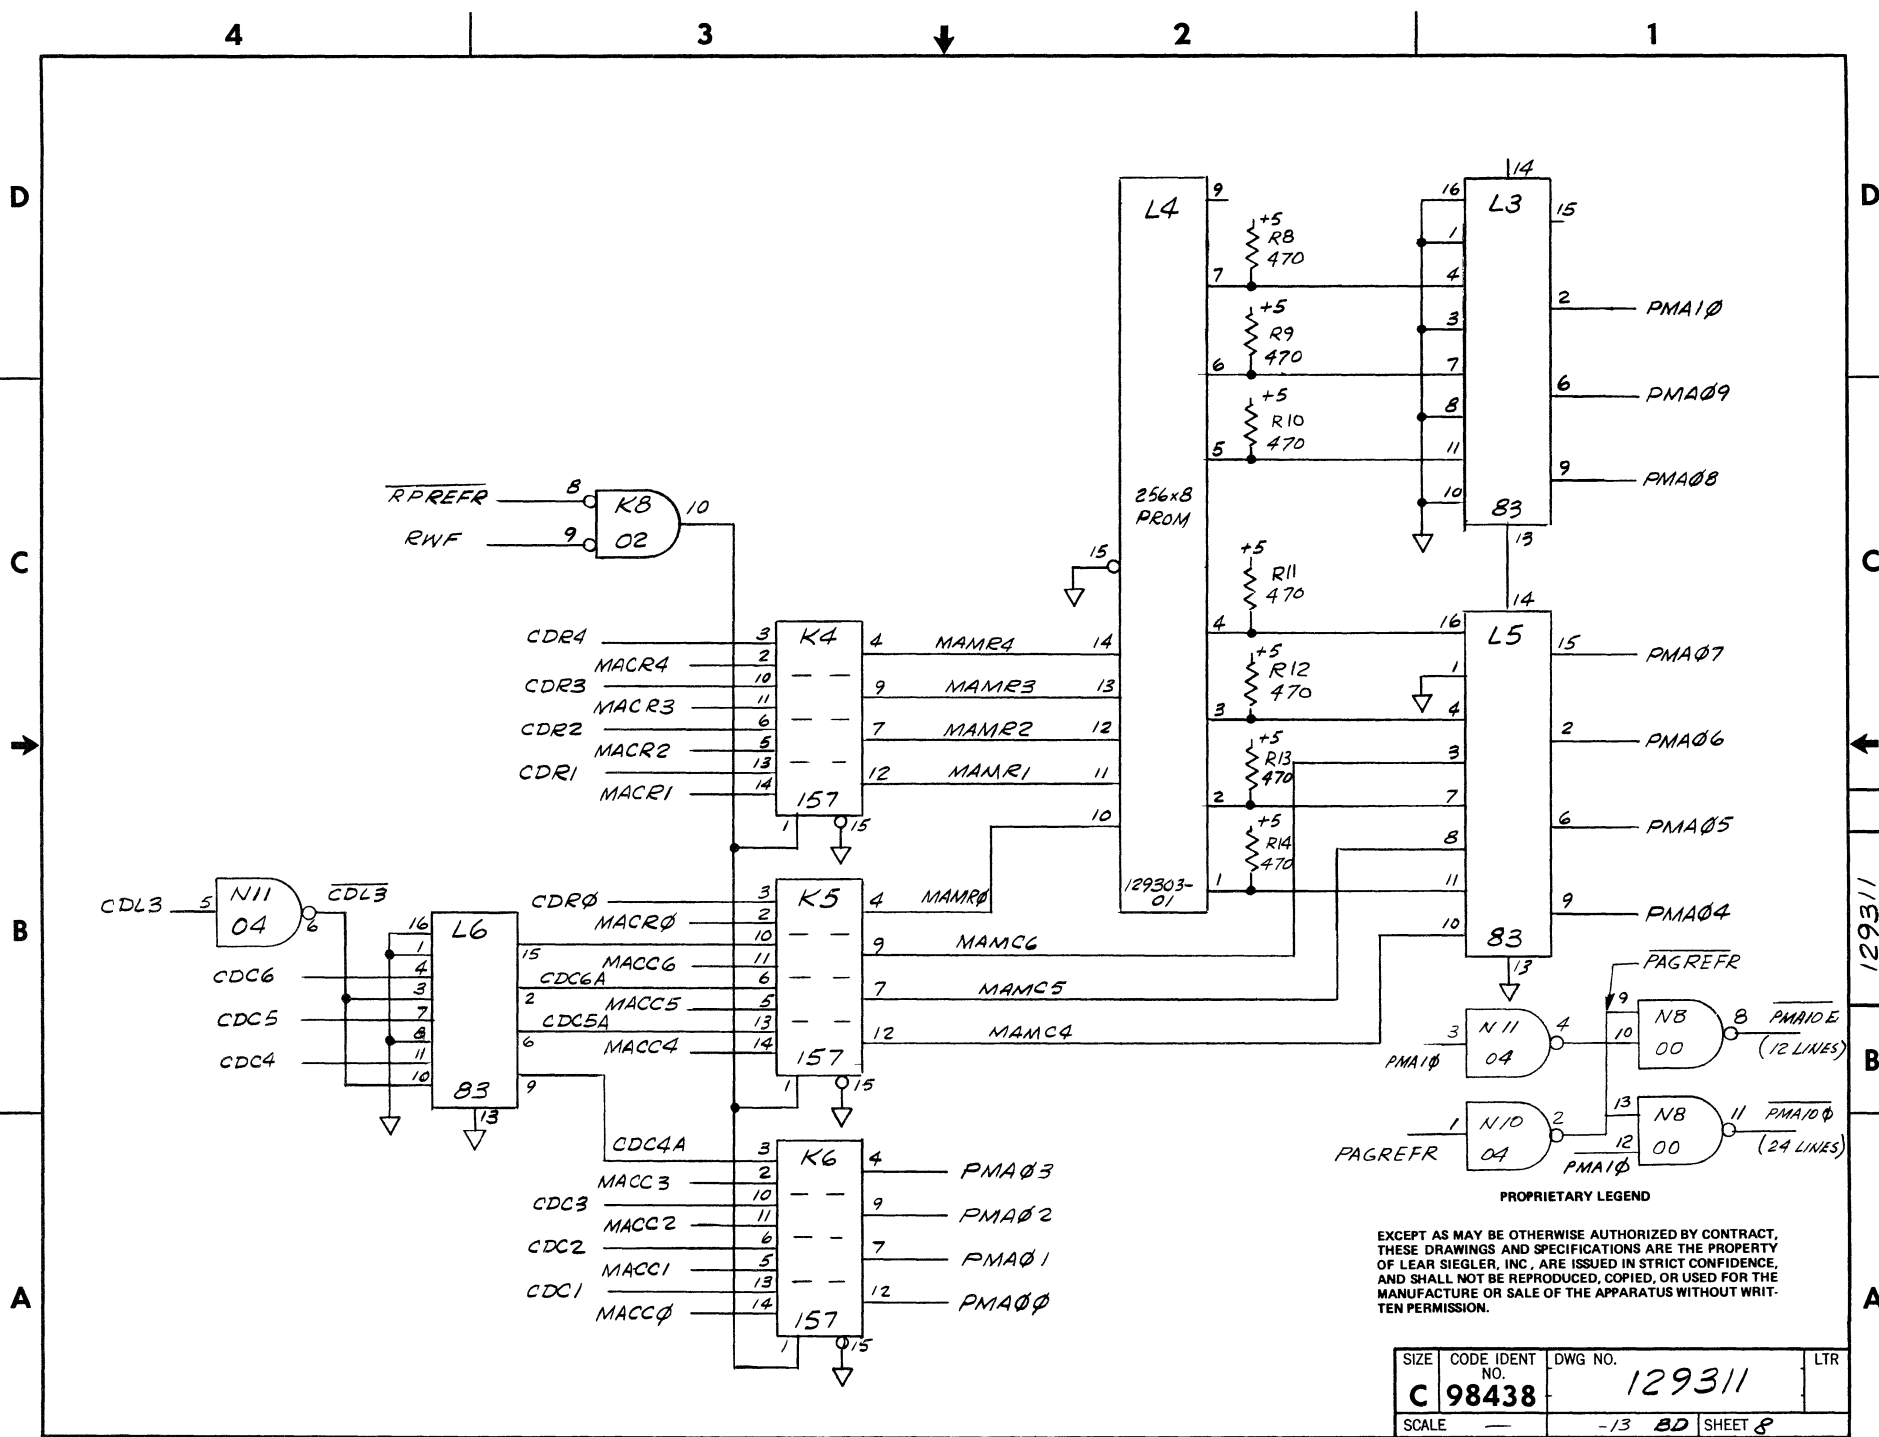 4 3 2 1
D D
14
16 L3 15
L4 9
+5
R8
470
1
7 4
2 PMA1Ø
+5
R9
470
3
6 7
6 PMAØ9
+5
R10
470
8
5 11
9 PMAØ8
10
256x8
PROM
83
13
RPREFR 8 K8 10
RWF 9 02
C C
15
+5
R11
470
14
4 16 L5 15 PMAØ7
CDR4 3 K4 4 MAMR4 14
MACR4 2
CDR3 10 9 MAMR3 13
MACR3 11
CDR2 6 7 MAMR2 12
MACR2 5
CDR1 13 12 MAMR1 11
MACR1 14 157
1 15
10
+5
R12
470
1
3 4
2 PMAØ6
+5
R13
470
3
2 7
6 PMAØ5
+5
R14
470
8
129303-
01
1 11
9 PMAØ4
10
83
13
CDL3 5 N11 CDL3
04 6
B B
CDRØ 3 K5 4 MAMRØ
MACRØ 2
10 9 MAMC6
MACC6 11
CDC6A 6 7 MAMC5
MACC5 5
CDC5A 13 12 MAMC4
MACC4 14 157
1 15
16 L6
1 15
CDC6 4
3 2
CDC5 7
8 6
CDC4 11
10 9
83
13
129311
PAGREFR
9 N8 8 PMA10E
3 N11 4 10 00 (12 LINES)
PMA1Ø 04
13 N8 11 PMA10Ø
1 N10 2 12 00 (24 LINES)
PAGREFR 04 PMA1Ø
CDC4A 3 K6 4 PMAØ3
MACC3 2
CDC3 10 9 PMAØ2
MACC2 11
CDC2 6 7 PMAØ1
MACC1 5
CDC1 13 12 PMAØØ
MACCØ 14 157
1 15
A A
PROPRIETARY LEGEND
EXCEPT AS MAY BE OTHERWISE AUTHORIZED BY CONTRACT,
THESE DRAWINGS AND SPECIFICATIONS ARE THE PROPERTY
OF LEAR SIEGLER, INC, ARE ISSUED IN STRICT CONFIDENCE,
AND SHALL NOT BE REPRODUCED, COPIED, OR USED FOR THE
MANUFACTURE OR SALE OF THE APPARATUS WITHOUT WRIT-
TEN PERMISSION.
SIZE C
CODE IDENT NO. 98438
DWG NO. 129311
LTR
SCALE —
-13 BD
SHEET 8